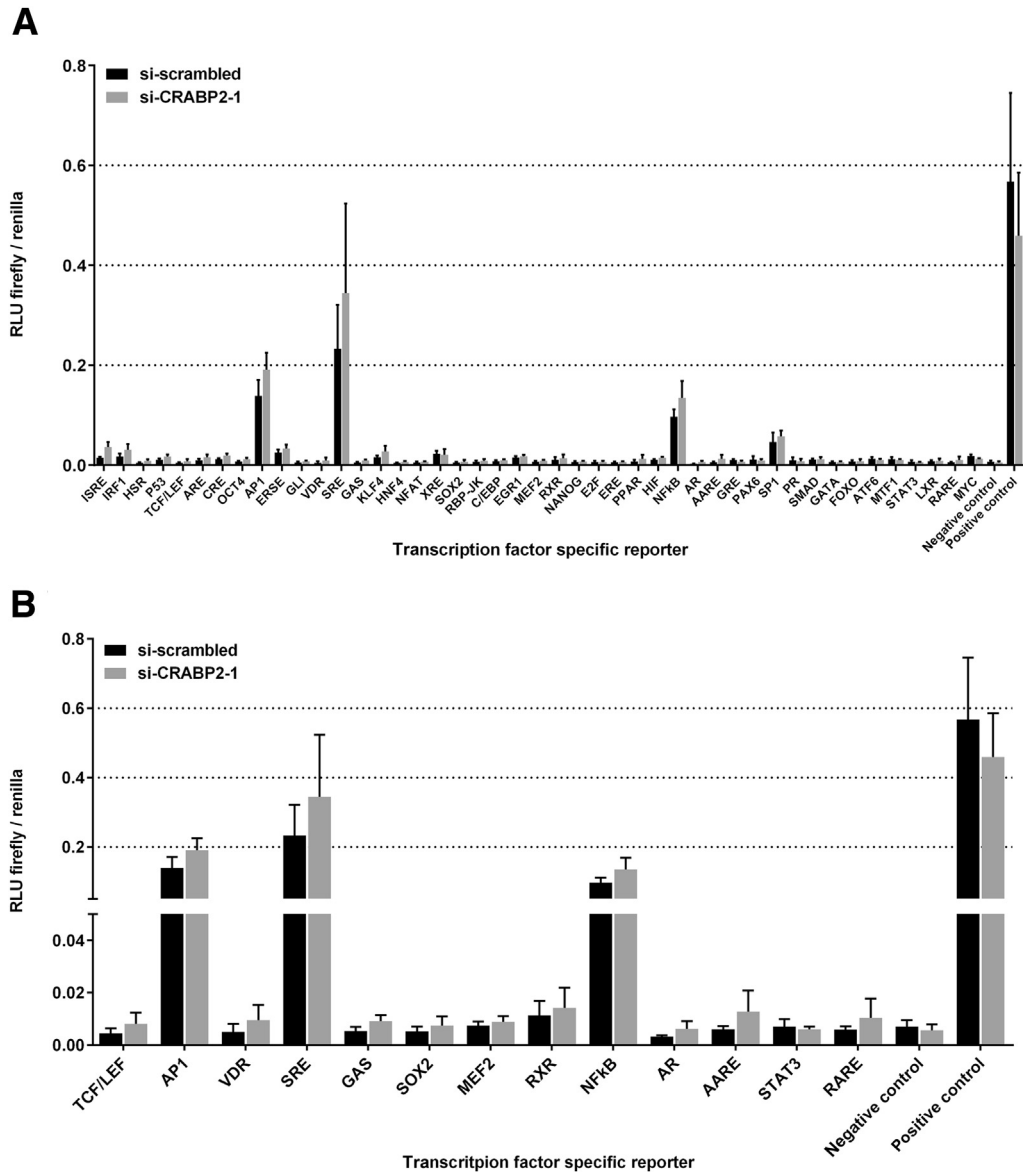 A
0.8
0.6
0.4
0.2
0.0
RLU firefly / renilla
si-scrambled
si-CRABP2-1
ISRE
IRF1
HSR
P53
TCF/LEF
ARE
CRE
OCT4
AP1
ERSE
GLI
VDR
SRE
GAS
KLF4
HNF4
NFAT
XRE
SOX2
RBP-JK
C/EBP
EGR1
MEF2
RXR
NANOG
E2F
ERE
PPAR
HIF
NFkB
AR
AARE
GRE
PAX6
SP1
PR
SMAD
GATA
FOXO
ATF6
MTF1
STAT3
LXR
RARE
MYC
Negative control
Positive control
Transcription factor specific reporter
B
0.8
0.6
0.4
0.2
0.04
0.02
0.00
RLU firefly / renilla
si-scrambled
si-CRABP2-1
TCF/LEF
AP1
VDR
SRE
GAS
SOX2
MEF2
RXR
NFkB
AR
AARE
STAT3
RARE
Negative control
Positive control
Transcritpion factor specific reporter